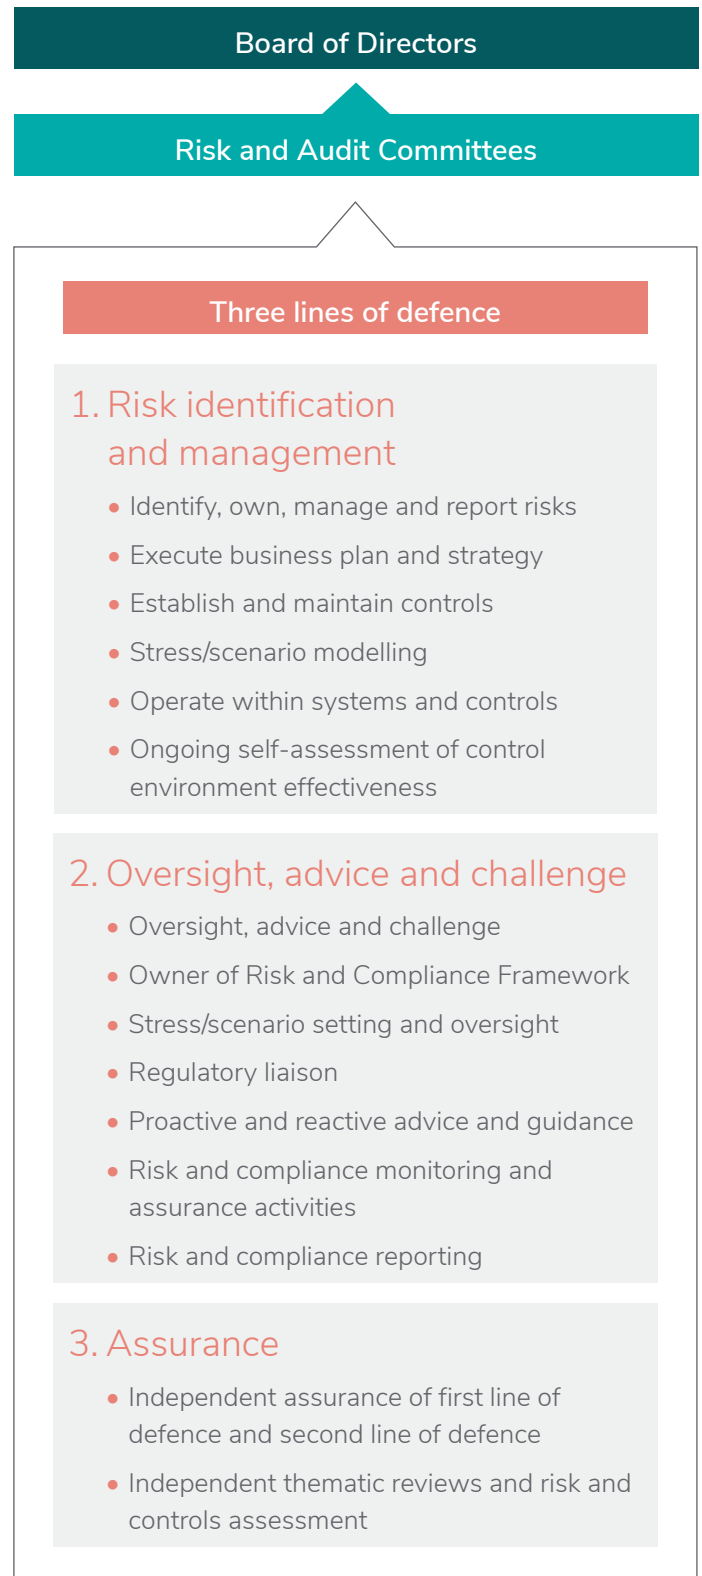 Board of Directors
Risk and Audit Committees
Three lines of defence
1. Risk identification
and management
• Identify, own, manage and report risks
• Execute business plan and strategy
• Establish and maintain controls
• Stress/scenario modelling
• Operate within systems and controls
• Ongoing self-assessment of control
environment effectiveness
2. Oversight, advice and challenge
• Oversight, advice and challenge
• Owner of Risk and Compliance Framework
• Stress/scenario setting and oversight
• Regulatory liaison
• Proactive and reactive advice and guidance
• Risk and compliance monitoring and
assurance activities
• Risk and compliance reporting
3. Assurance
• Independent assurance of first line of
defence and second line of defence
• Independent thematic reviews and risk and
controls assessment